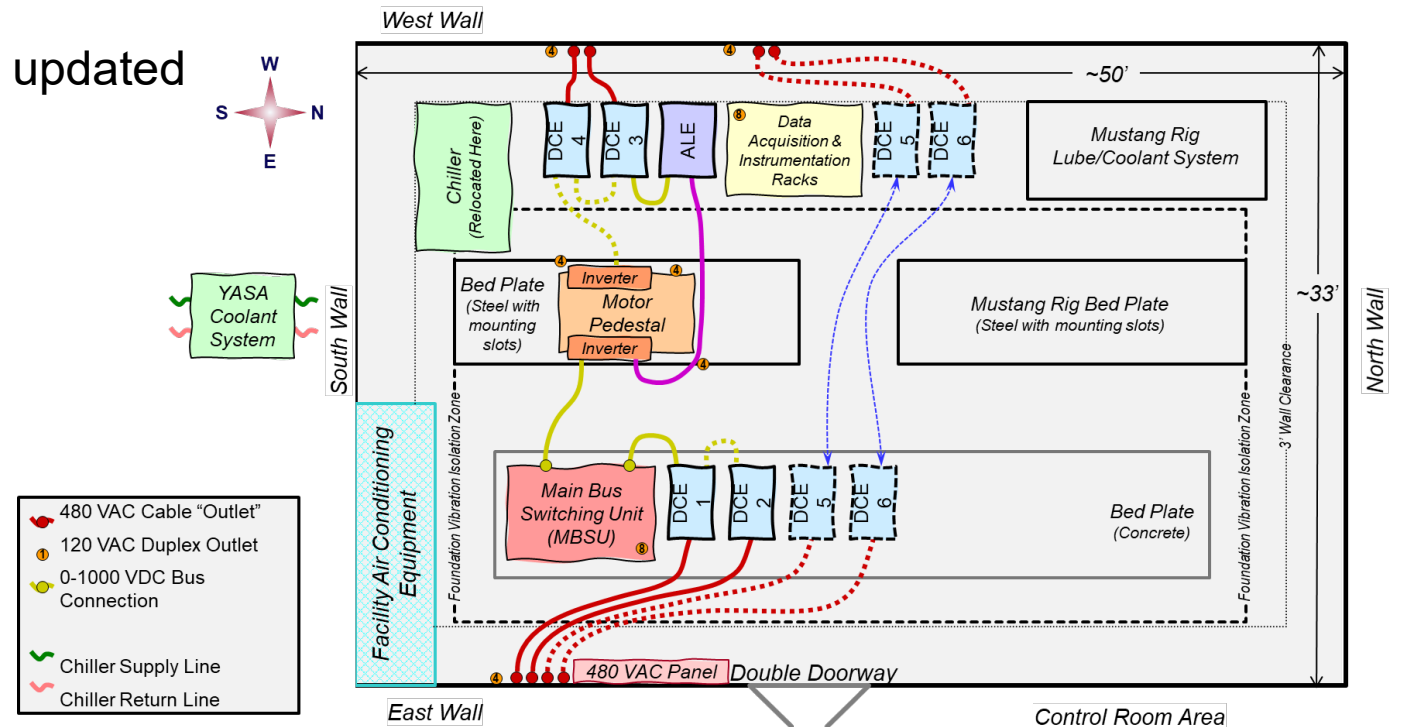 West Wall
updated
W
S
N
E
4
4
~50'
Chiller
(Relocated Here)
DCE
4
DCE
3
ALE
8
Data
Acquisition &
Instrumentation
Racks
DCE
5
DCE
6
Mustang Rig
Lube/Coolant System
YASA
Coolant
System
South Wall
Bed Plate
(Steel with
mounting
slots)
4
4
Inverter
Motor
Pedestal
Inverter
4
Mustang Rig Bed Plate
(Steel with mounting slots)
~33'
North Wall
3' Wall Clearance
Foundation Vibration Isolation Zone
Foundation Vibration Isolation Zone
Facility Air Conditioning
Equipment
Main Bus
Switching Unit
(MBSU)
8
DCE
1
DCE
2
DCE
5
DCE
6
Bed Plate
(Concrete)
480 VAC Cable “Outlet”
1
120 VAC Duplex Outlet
0-1000 VDC Bus
Connection
Chiller Supply Line
Chiller Return Line
4
480 VAC Panel
Double Doorway
East Wall
Control Room Area